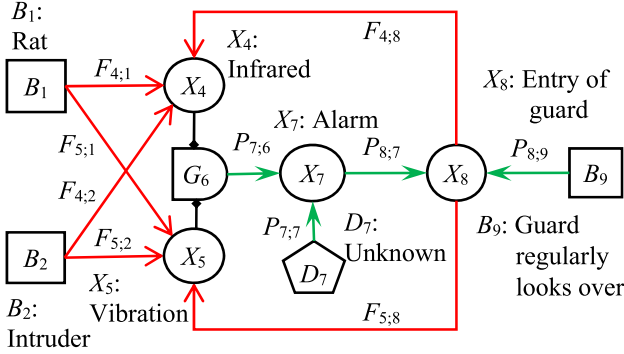 B1:
Rat
B1
F4;1
F5;1
F4;2
F5;2
B2
B2:
Intruder
X4:
Infrared
X4
F4;8
G6
P7;6
X5
X5:
Vibration
X7: Alarm
X7
P8;7
P7;7
D7
D7:
Unknown
X8
F5;8
X8: Entry of
guard
P8;9
B9
B9: Guard
regularly
looks over